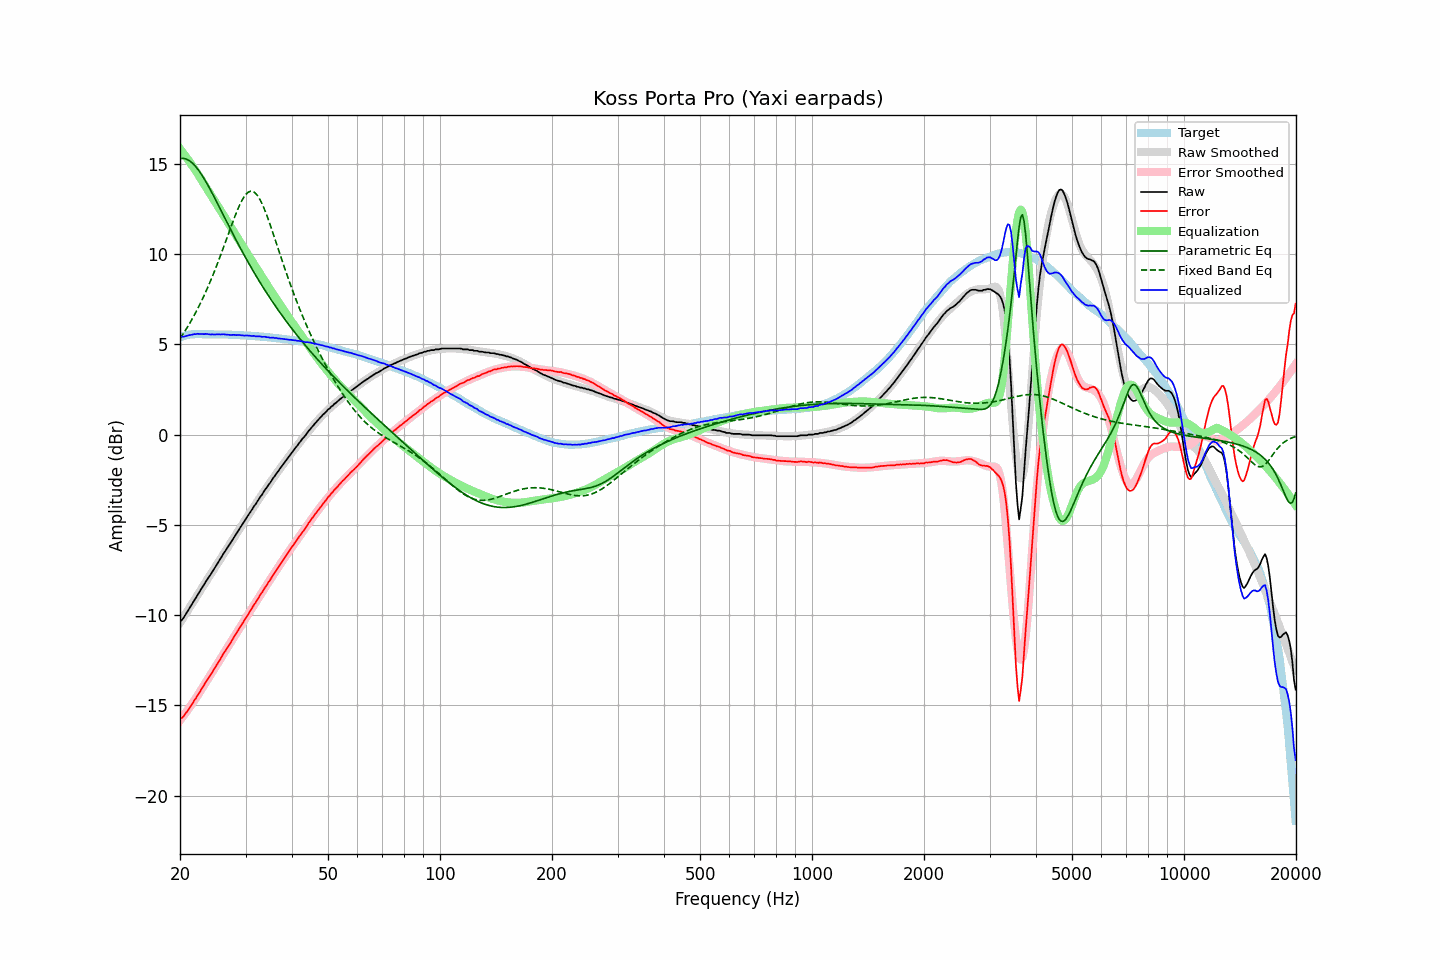 Koss Porta Pro (Yaxi earpads)
Target
Raw Smoothed
Error Smoothed
Raw
Error
Equalization
Parametric Eq
Fixed Band Eq
Equalized
Amplitude (dBr)
15
10
5
0
−5
−10
−15
−20
20 50 100 200 500 1000 2000 5000 10000 20000
Frequency (Hz)